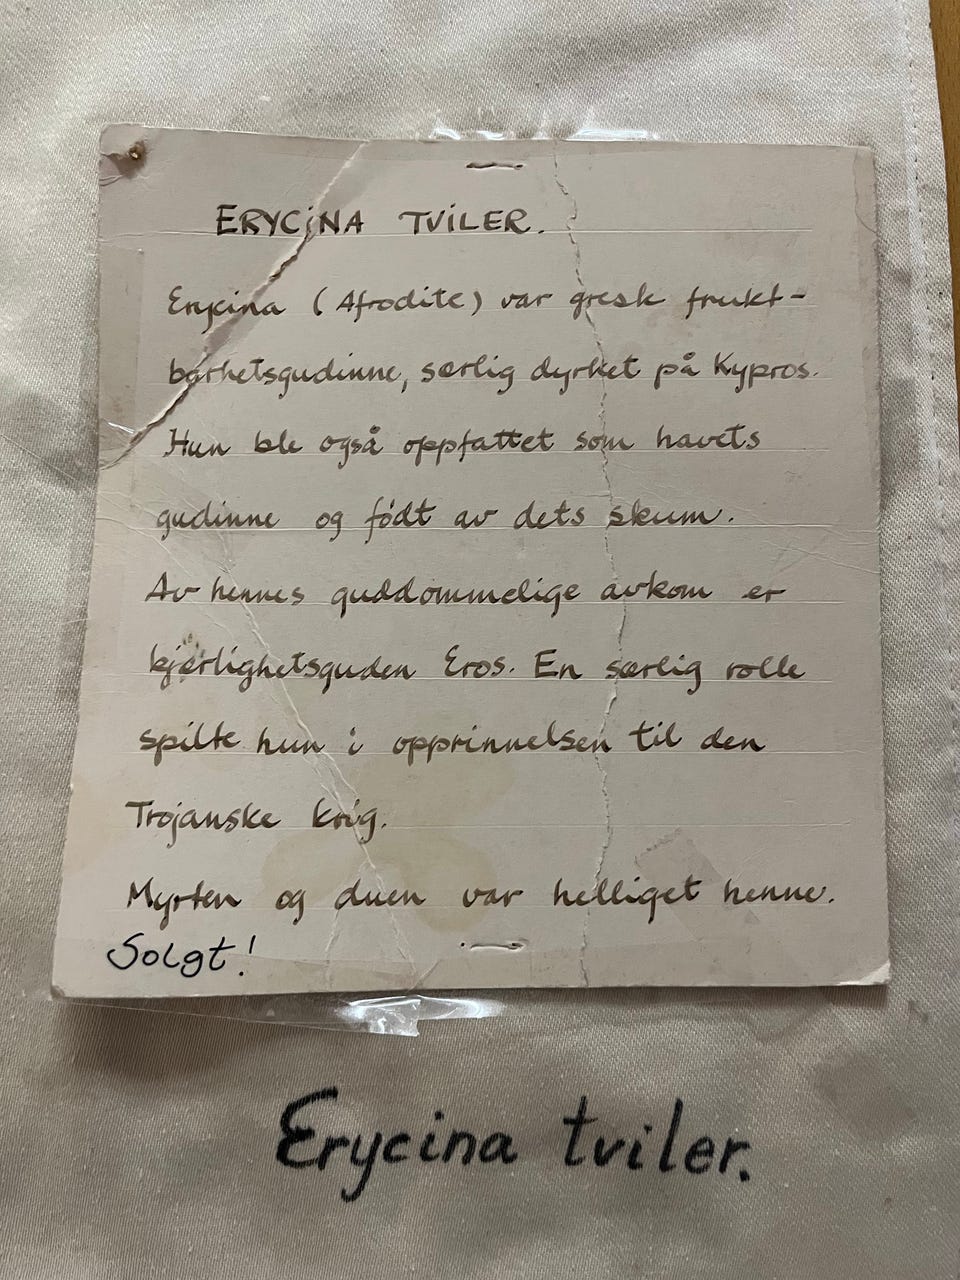 ERYCINA TVILER.
Erycina (Afrodite) var gresk frukt-
barhetsgudinne, særlig dyrket på Kypros.
Hun ble også oppfattet som havets
gudinne og født av dets skum.
Av hennes guddommelige avkom er
kjærlighetsguden Eros. En særlig rolle
spilte hun i opprinnelsen til den
Trojanske krig.
Myrten og duen var helliget henne.
Solgt!
Erycina tviler.